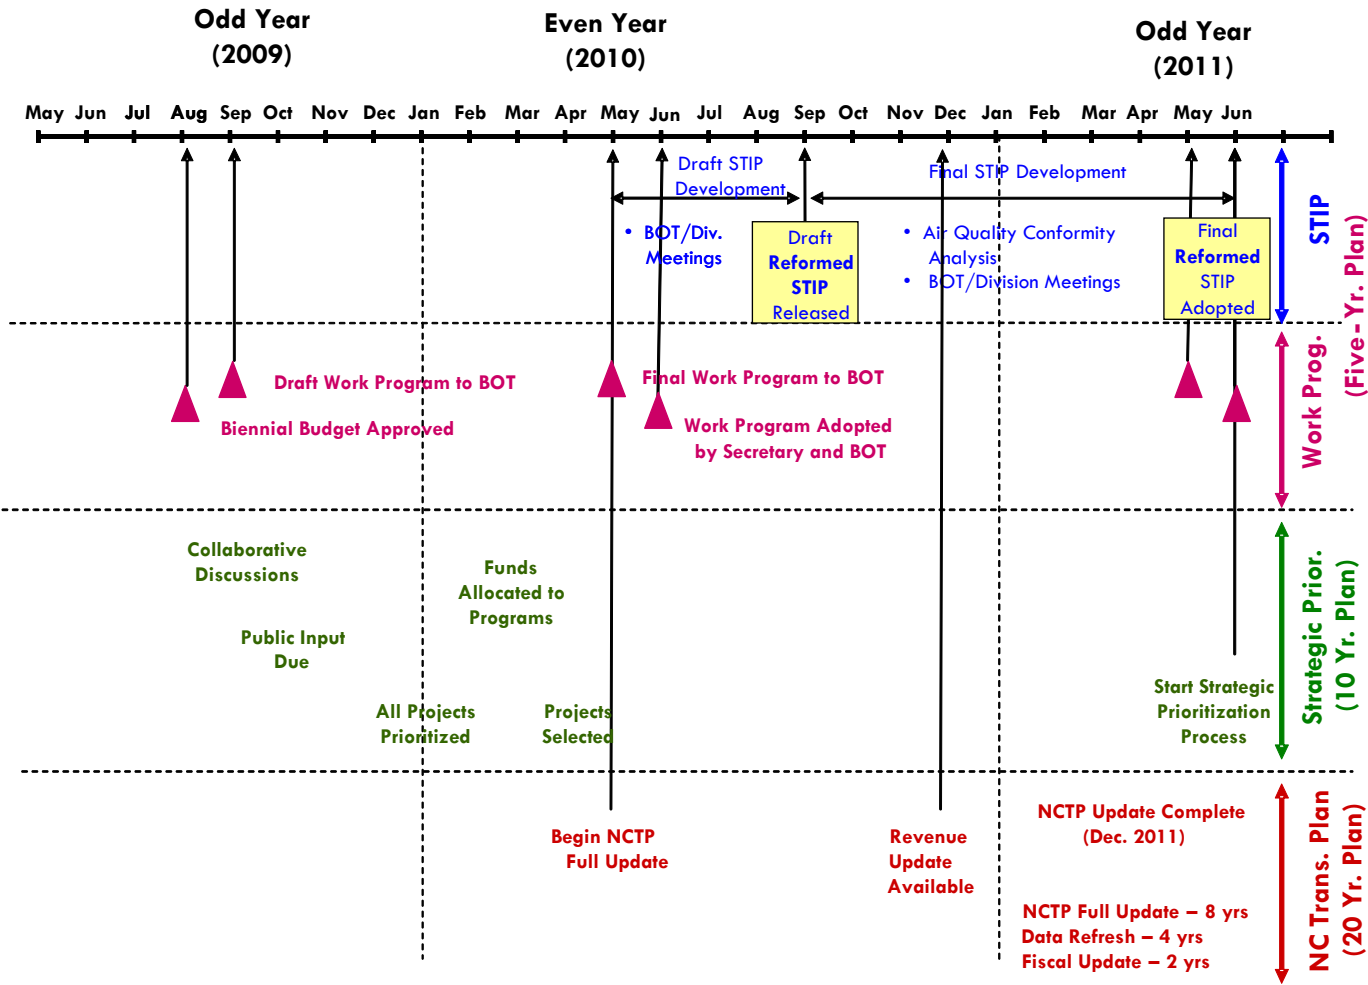 Odd Year
(2009)
Even Year
(2010)
Odd Year
(2011)
May Jun Jul Aug Sep Oct Nov Dec Jan Feb Mar Apr May Jun Jul Aug Sep Oct Nov Dec Jan Feb Mar Apr May Jun
Draft STIP
Development
Final STIP Development
• BOT/Div.
Meetings
Draft
Reformed
STIP
Released
• Air Quality Conformity
Analysis
• BOT/Division Meetings
Final
Reformed
STIP
Adopted
STIP
(Five- Yr. Plan)
Work Prog.
Draft Work Program to BOT
Biennial Budget Approved
Final Work Program to BOT
Work Program Adopted
by Secretary and BOT
Collaborative
Discussions
Public Input
Due
All Projects
Prioritized
Funds
Allocated to
Programs
Projects
Selected
Start Strategic
Prioritization
Process
Strategic Prior.
(10 Yr. Plan)
Begin NCTP
Full Update
Revenue
Update
Available
NCTP Update Complete
(Dec. 2011)
NCTP Full Update – 8 yrs
Data Refresh – 4 yrs
Fiscal Update – 2 yrs
NC Trans. Plan
(20 Yr. Plan)